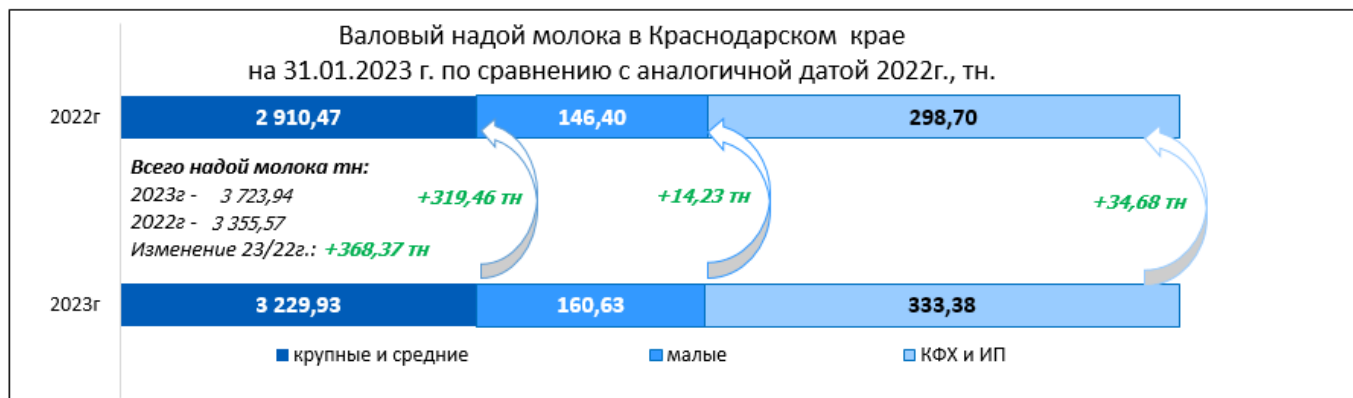 Валовый надой молока в Краснодарском край
на 31.01.2023 г. по сравнению с аналогичной датой 2022г., тн.
2022г
2 910,47
146,40
298,70
Всего надой молока тн:
2023г - 3 723,94
2022г - 3 355,57
Изменение 23/22г.: +368,37 тн
+319,46 тн
+14,23 тн
+34,68 тн
2023г
3 229,93
160,63
333,38
крупные и средние
малые
КФХ и ИП